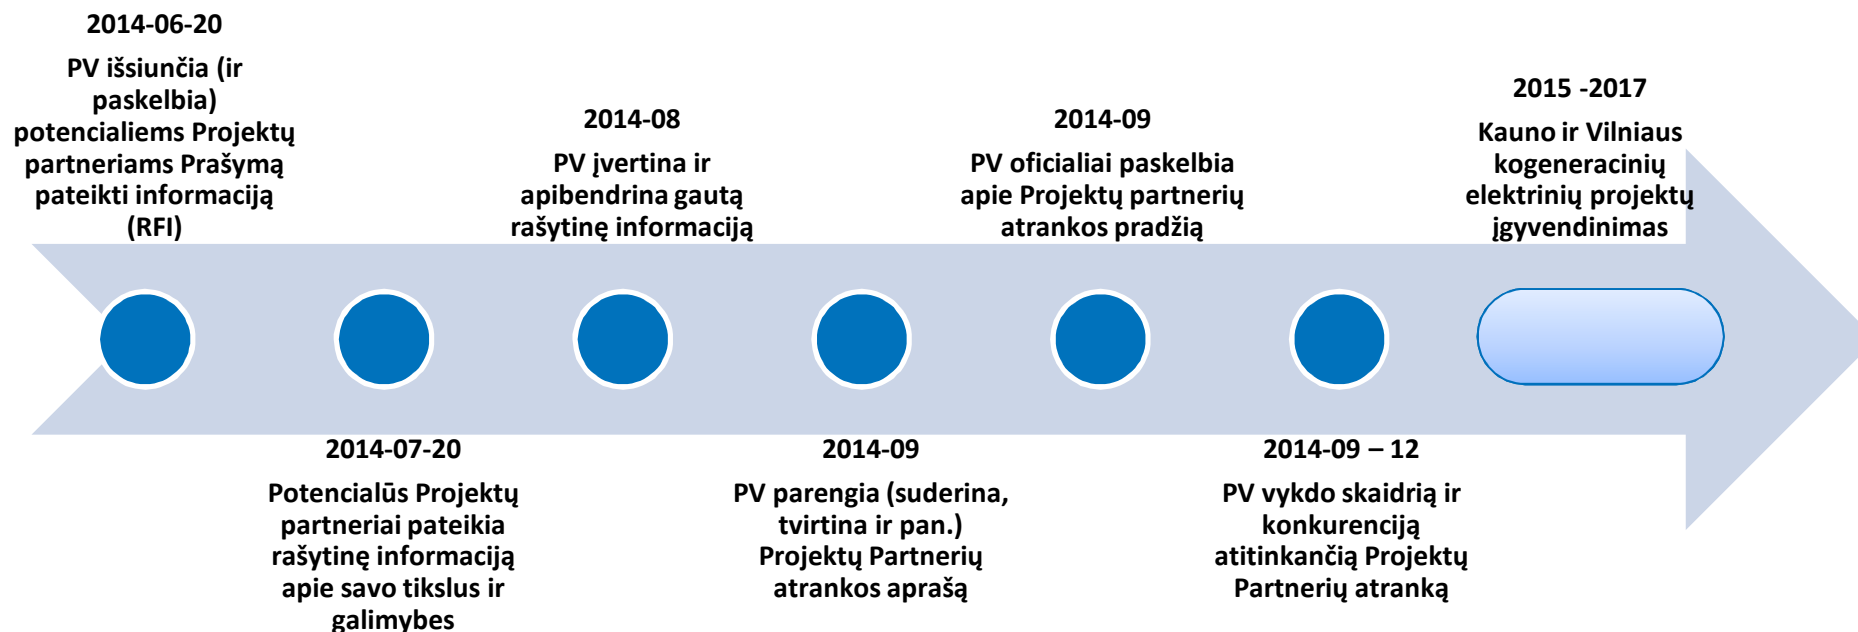 2014-06-20
PV išsiunčia (ir
paskelbia)
potencialiems Projektų
partneriams Prašymą
pateikti informaciją
(RFI)
2014-07-20
Potencialūs Projektų
partneriai pateikia
rašytinę informaciją
apie savo tikslus ir
galimybes
2014-08
PV įvertina ir
apibendrina gautą
rašytinę informaciją
2014-09
PV parengia (suderina,
tvirtina ir pan.)
Projektų Partnerių
atrankos aprašą
2014-09
PV oficialiai paskelbia
apie Projektų partnerių
atrankos pradžią
2014-09 – 12
PV vykdo skaidrią ir
konkurenciją
atitinkančią Projektų
Partnerių atranką
2015 -2017
Kauno ir Vilniaus
kogeneracinių
elektrinių projektų
įgyvendinimas